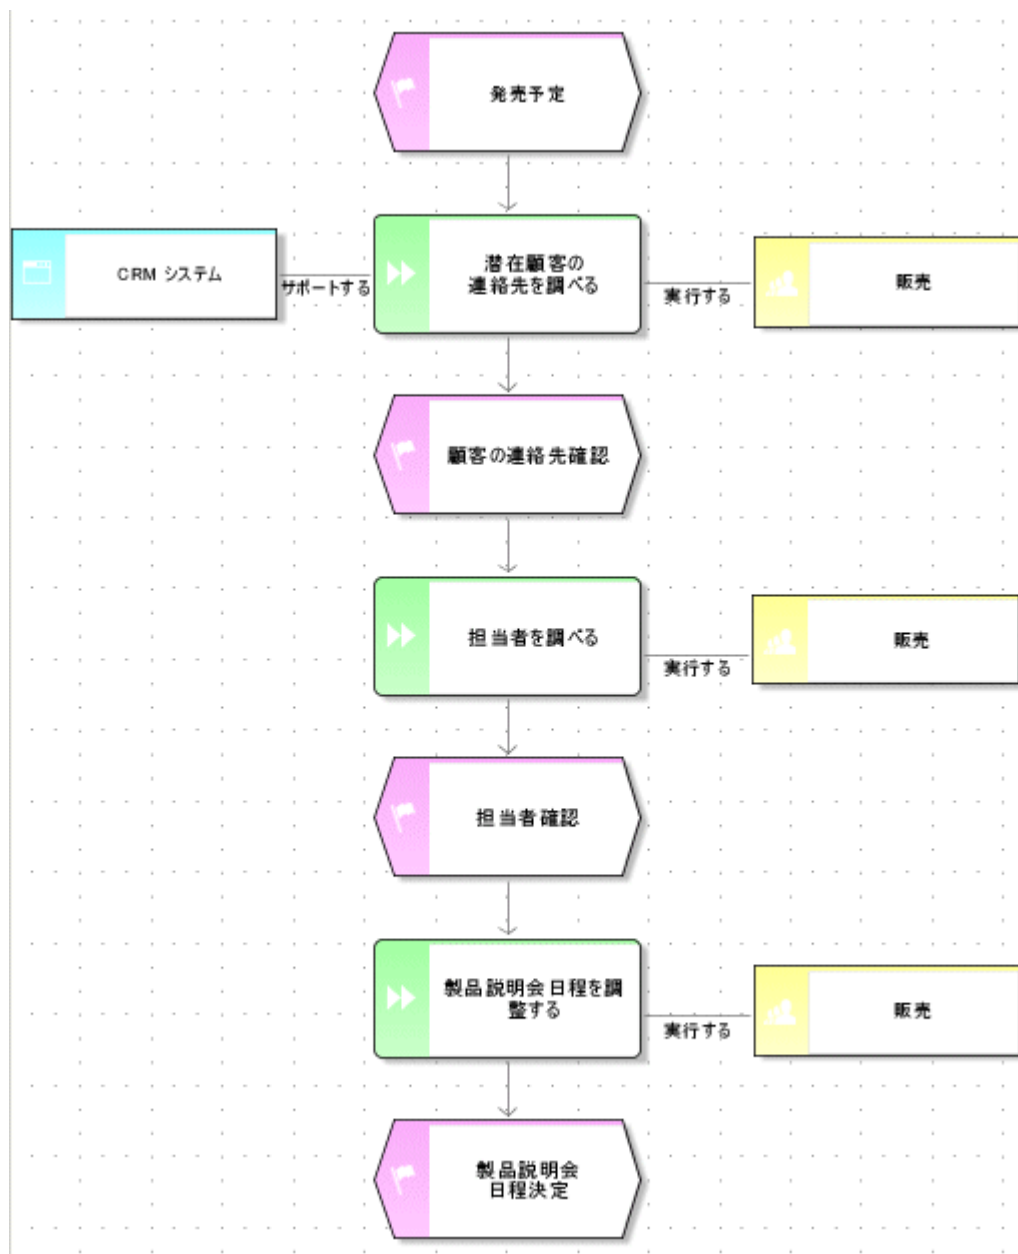 発売予定
CRM システム
サポートする
潜在顧客の
連絡先を調べる
実行する
販売
顧客の連絡先確認
担当者を調べる
実行する
販売
担当者確認
製品説明会日程を調
整する
実行する
販売
製品説明会
日程決定